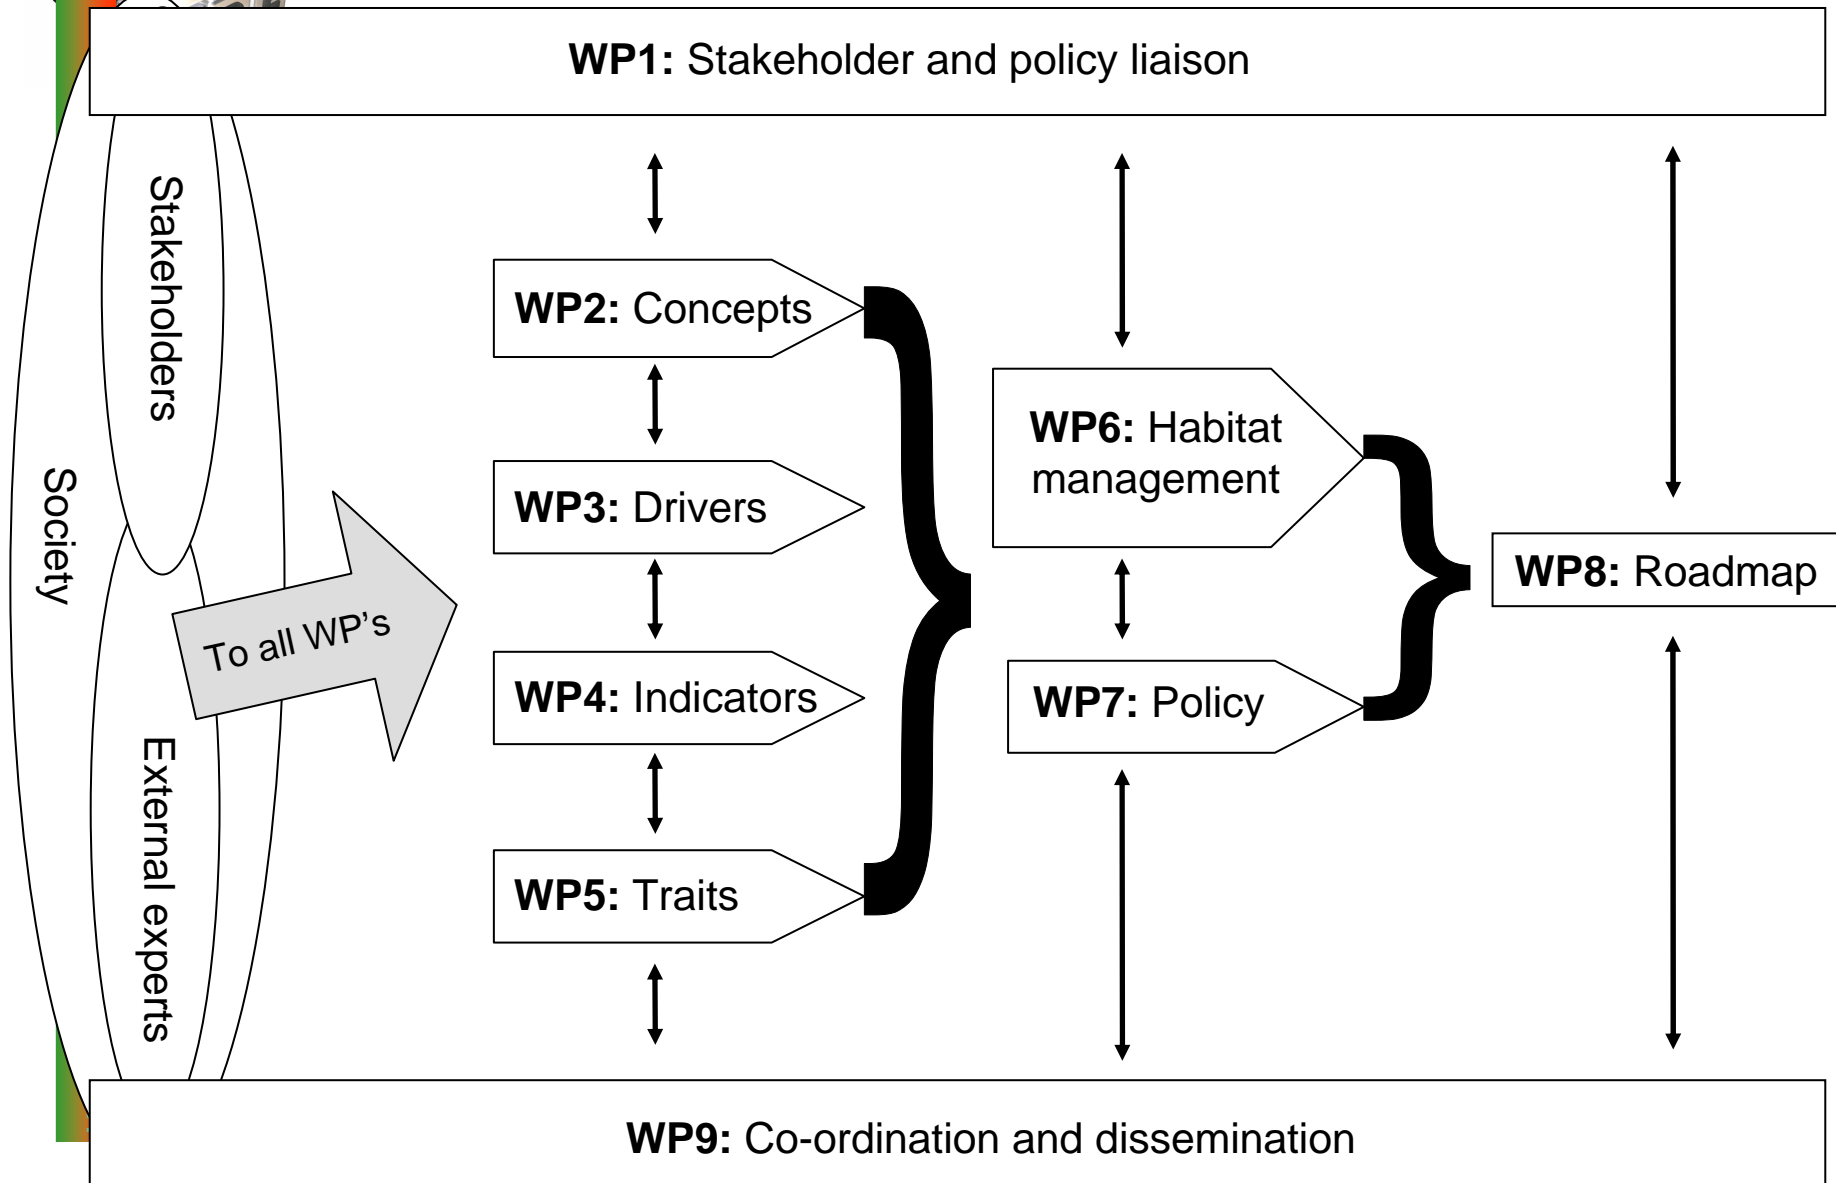 WP1: Stakeholder and policy liaison
Stakeholders
Society
External experts
To all WP's
WP2: Concepts
WP3: Drivers
WP4: Indicators
WP5: Traits
WP6: Habitat
management
WP7: Policy
WP8: Roadmap
WP9: Co-ordination and dissemination